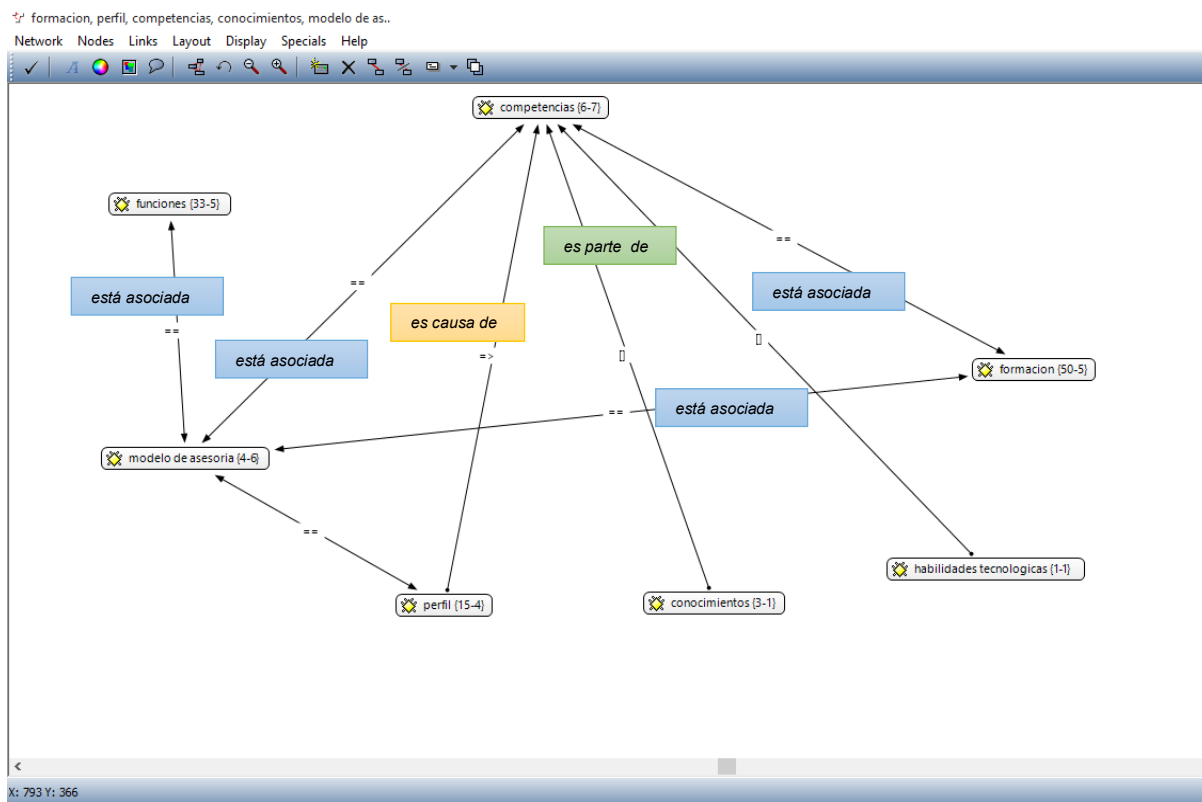 formacion, perfil, competencias, conocimientos, modelo de as..
Network Nodes Links Layout Display Specials Help
A
competencias {6-7}
funciones {33-5}
es parte de
==
está asociada
==
está asociada
es causa de
==
[]
está asociada
=>
[]
formacion {50-5}
está asociada
==
modelo de asesoria {4-6}
==
habilidades tecnologicas {1-1}
perfil {15-4}
conocimientos {3-1}
X: 793 Y: 366